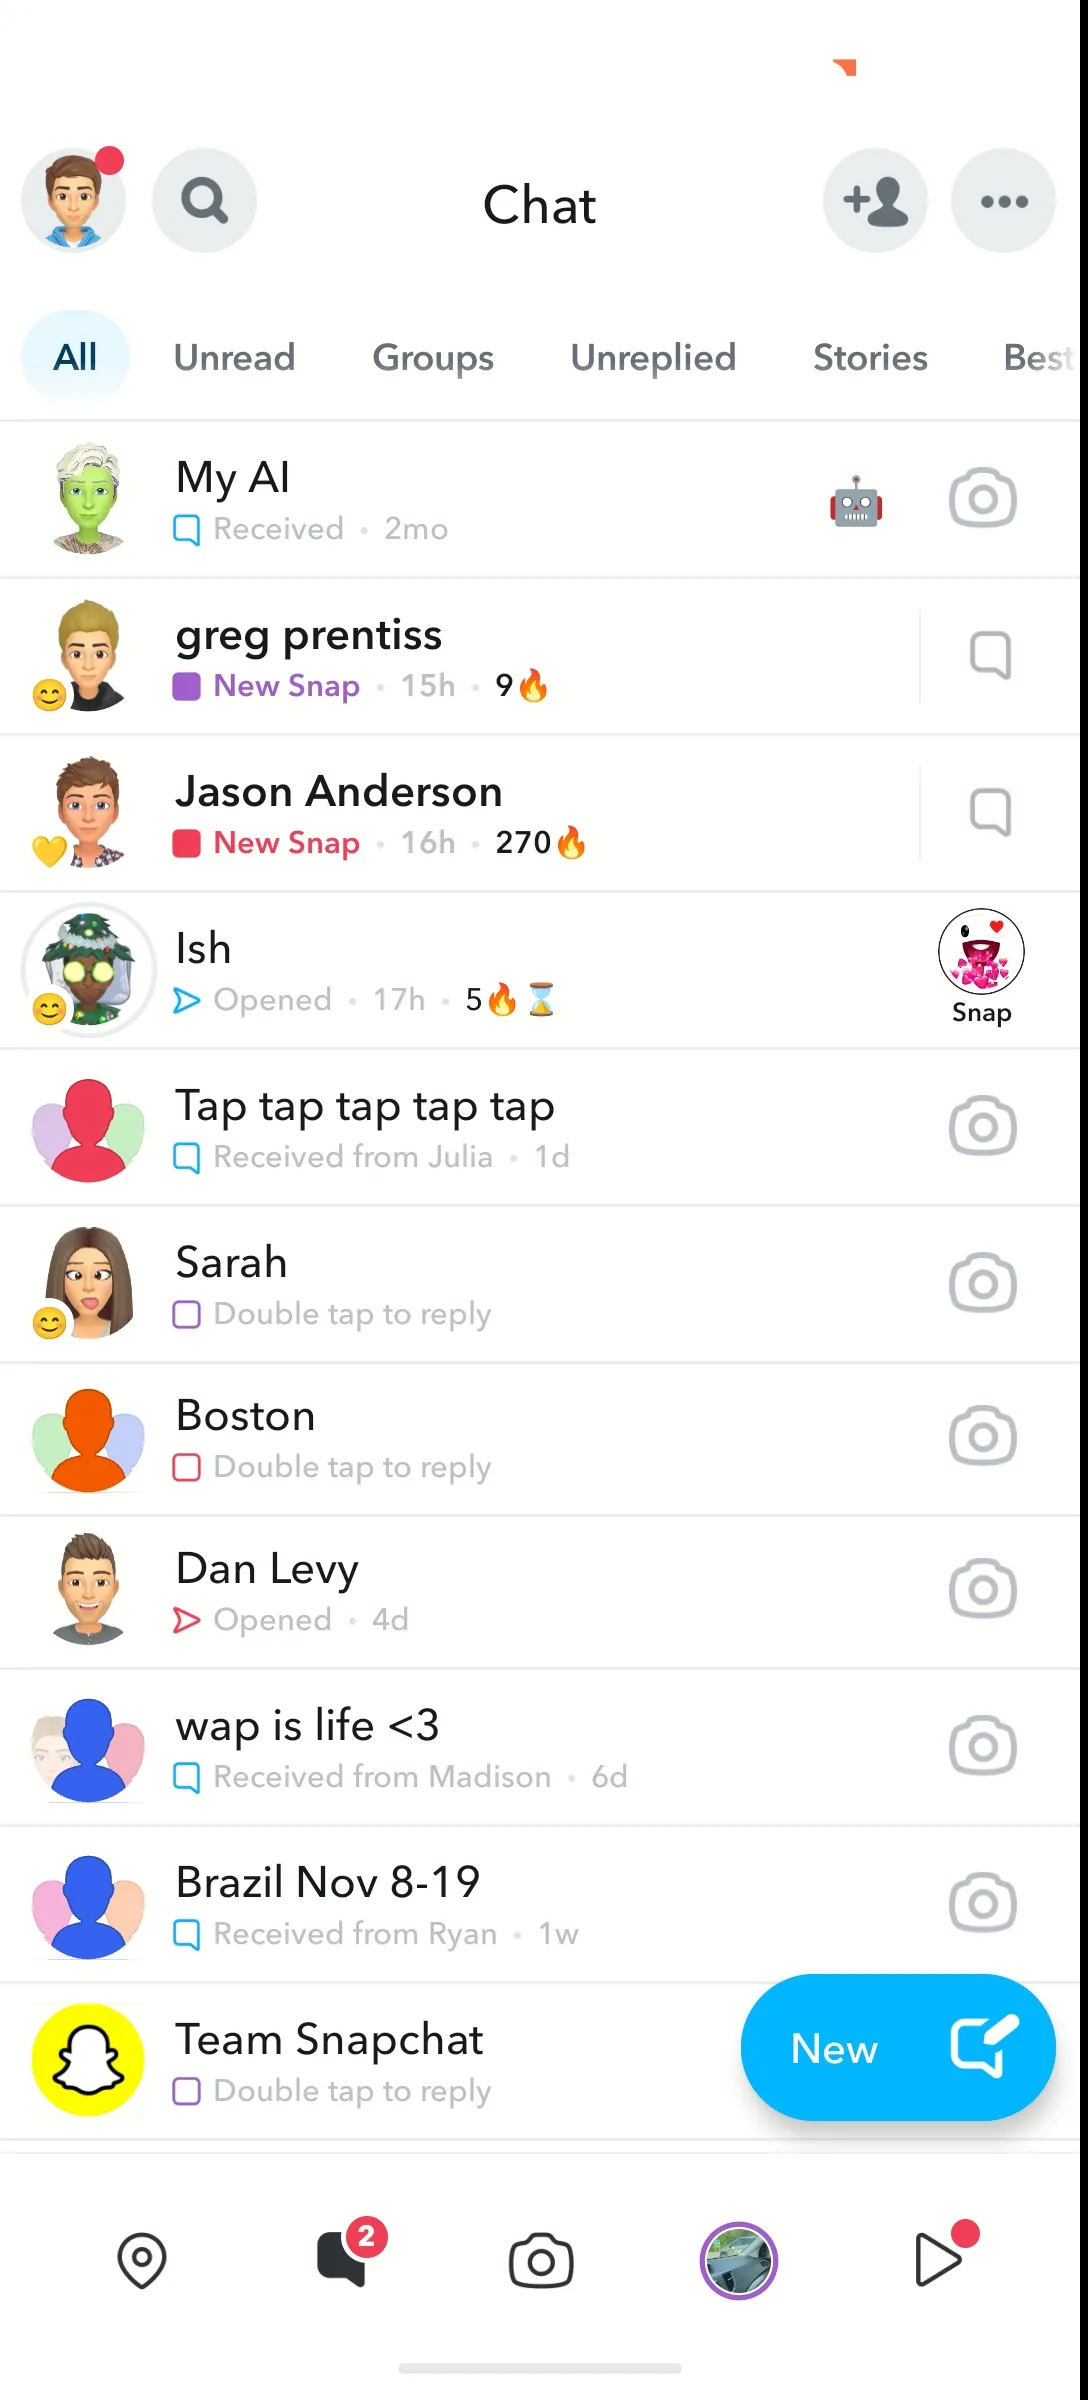 Chat
All Unread Groups Unreplied Stories Best
My AI
Received · 2mo
greg prentiss
New Snap · 15h · 9🔥
Jason Anderson
New Snap · 16h · 270🔥
Ish
Opened · 17h · 5🔥⌛
Snap
Tap tap tap tap tap
Received from Julia · 1d
Sarah
Double tap to reply
Boston
Double tap to reply
Dan Levy
Opened · 4d
wap is life <3
Received from Madison · 6d
Brazil Nov 8-19
Received from Ryan · 1w
Team Snapchat
Double tap to reply
New
2